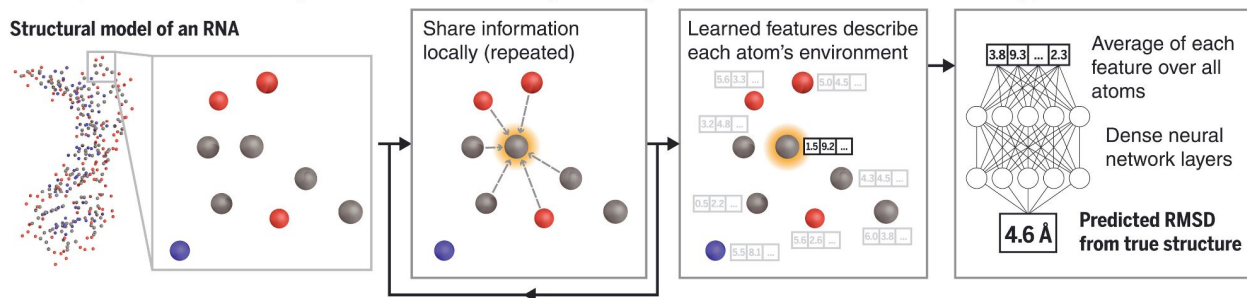 Structural model of an RNA
Share information
locally (repeated)
Learned features describe
each atom's environment
5.6 3.3 ...
5.0 4.5 ...
3.2 4.8 ...
1.5 9.2 ...
4.3 4.5 ...
0.5 2.2 ...
5.6 2.6 ...
6.0 3.8 ...
5.5 8.1 ...
3.8 9.3 ... 2.3
Average of each
feature over all
atoms
Dense neural
network layers
4.6 Å
Predicted RMSD
from true structure